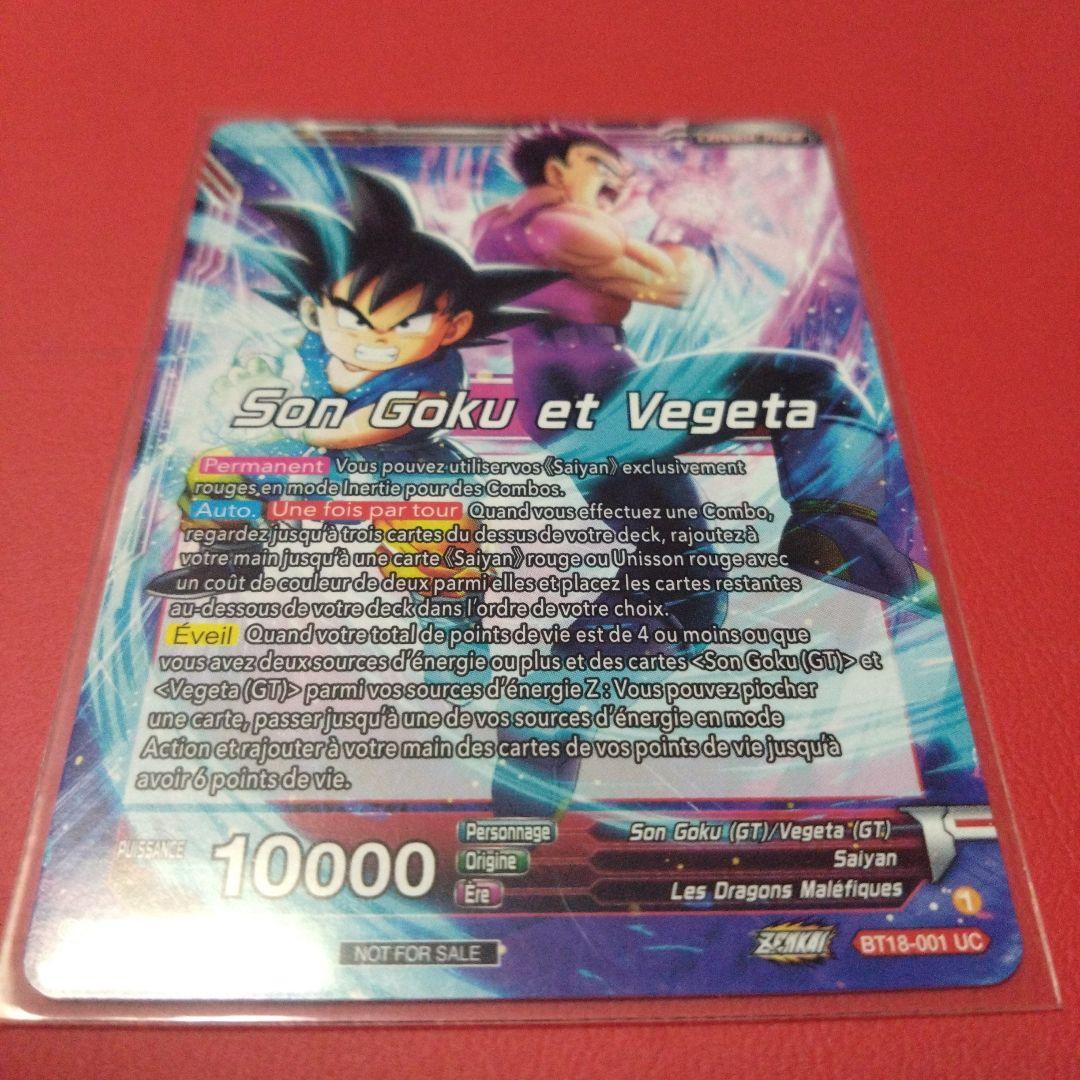 Son Goku et Vegeta
Permanent Vous pouvez utiliser vos 《Saiyan》 exclusivement
rouges en mode Inertie pour des Combos.
Auto. Une fois par tour Quand vous effectuez une Combo,
regardez jusqu'à trois cartes du dessus de votre deck, rajoutez à
votre main jusqu'à une carte 《Saiyan》 rouge ou Unisson rouge avec
un coût de couleur de deux parmi elles et placez les cartes restantes
au-dessous de votre deck dans l'ordre de votre choix.
Éveil Quand votre total de points de vie est de 4 ou moins ou que
vous avez deux sources d'énergie ou plus et des cartes <Son Goku (GT)> et
<Vegeta (GT)> parmi vos sources d'énergie Z : Vous pouvez piocher
une carte, passer jusqu'à une de vos sources d'énergie en mode
Action et rajouter à votre main des cartes de vos points de vie jusqu'à
avoir 6 points de vie.
PUISSANCE 10000
Personnage Son Goku (GT)/Vegeta (GT)
Origine Saiyan
Ère Les Dragons Maléfiques
1
NOT FOR SALE ZENKAI BT18-001 UC